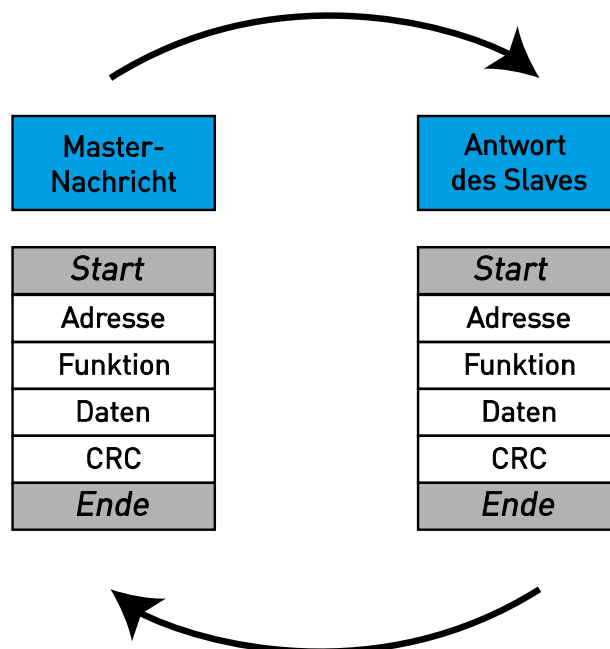 Master-
Nachricht
Start
Adresse
Funktion
Daten
CRC
Ende
Antwort
des Slaves
Start
Adresse
Funktion
Daten
CRC
Ende